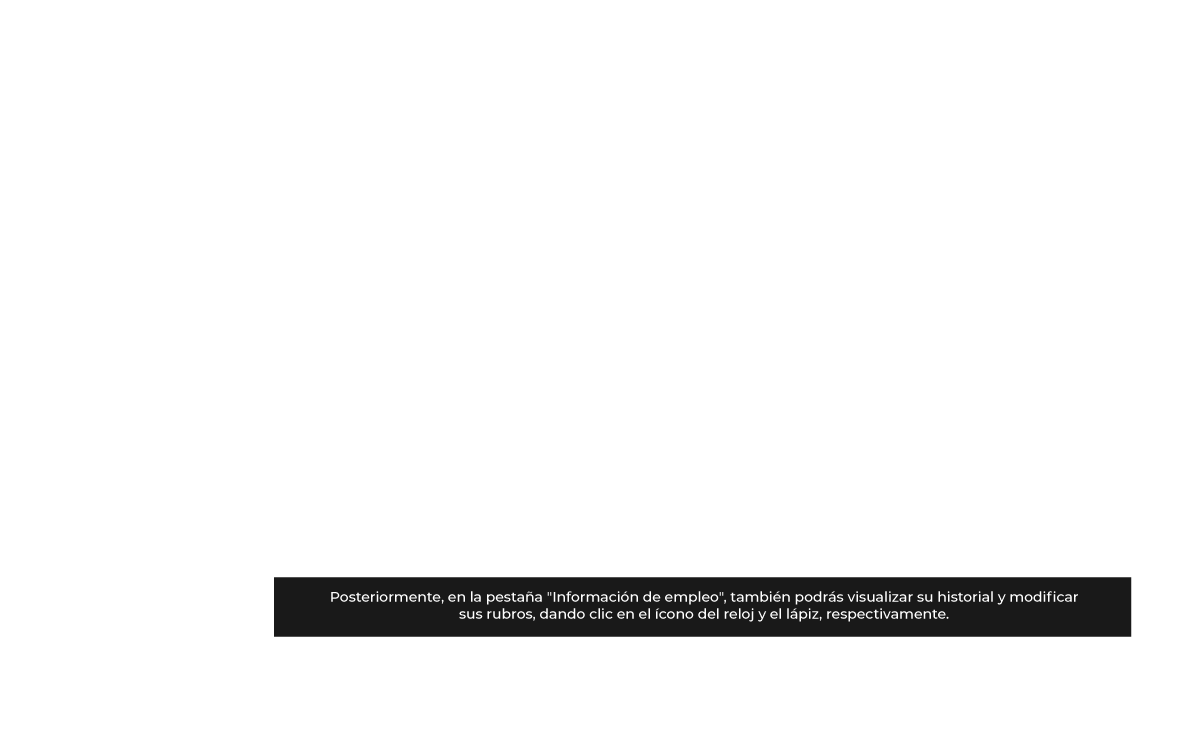 Posteriormente, en la pestaña "Información de empleo", también podrás visualizar su historial y modificar
sus rubros, dando clic en el ícono del reloj y el lápiz, respectivamente.